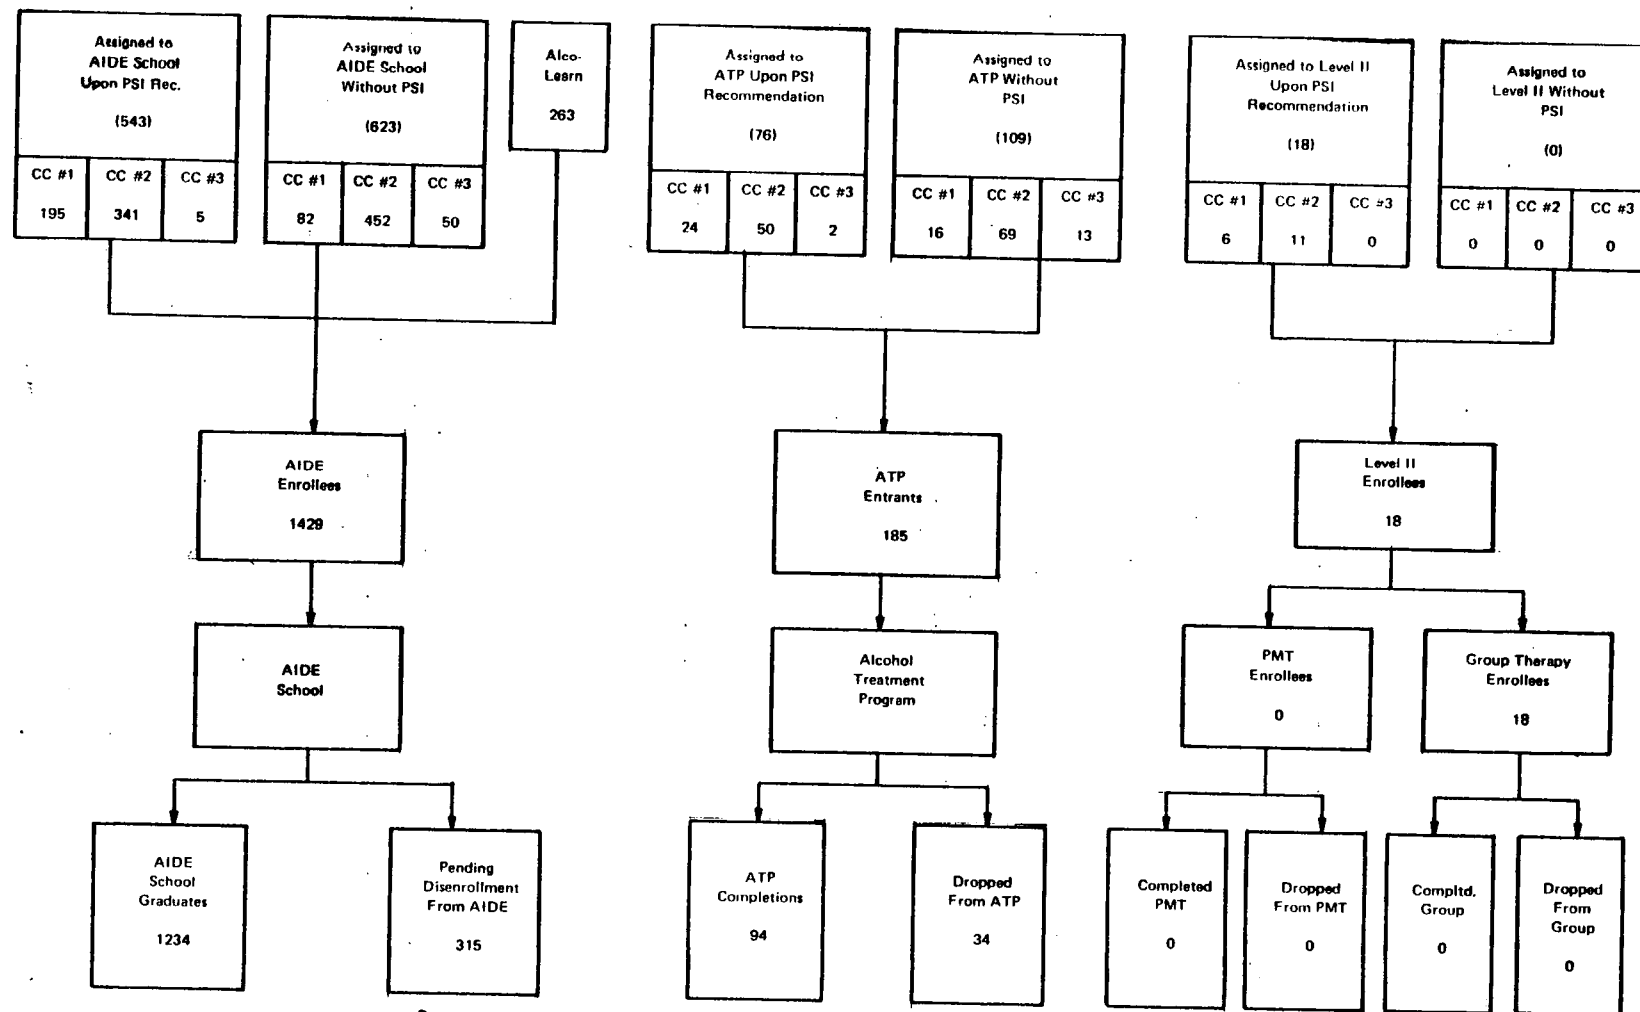 Assigned to
AIDE School
Upon PSI Rec.
(543)
CC #1 CC #2 CC #3
195 341 5
Assigned to
AIDE School
Without PSI
(623)
CC #1 CC #2 CC #3
82 452 50
Alco-
Learn
263
Assigned to
ATP Upon PSI
Recommendation
(76)
CC #1 CC #2 CC #3
24 50 2
Assigned to
ATP Without
PSI
(109)
CC #1 CC #2 CC #3
16 69 13
Assigned to Level II
Upon PSI
Recommendation
(18)
CC #1 CC #2 CC #3
6 11 0
Assigned to
Level II Without
PSI
(0)
CC #1 CC #2 CC #3
0 0 0
AIDE
Enrollees
1429
ATP
Entrants
185
Level II
Enrollees
18
AIDE
School
Alcohol
Treatment
Program
PMT
Enrollees
0
Group Therapy
Enrollees
18
AIDE
School
Graduates
1234
Pending
Disenrollment
From AIDE
315
ATP
Completions
94
Dropped
From ATP
34
Completed
PMT
0
Dropped
From PMT
0
Compltd.
Group
0
Dropped
From
Group
0